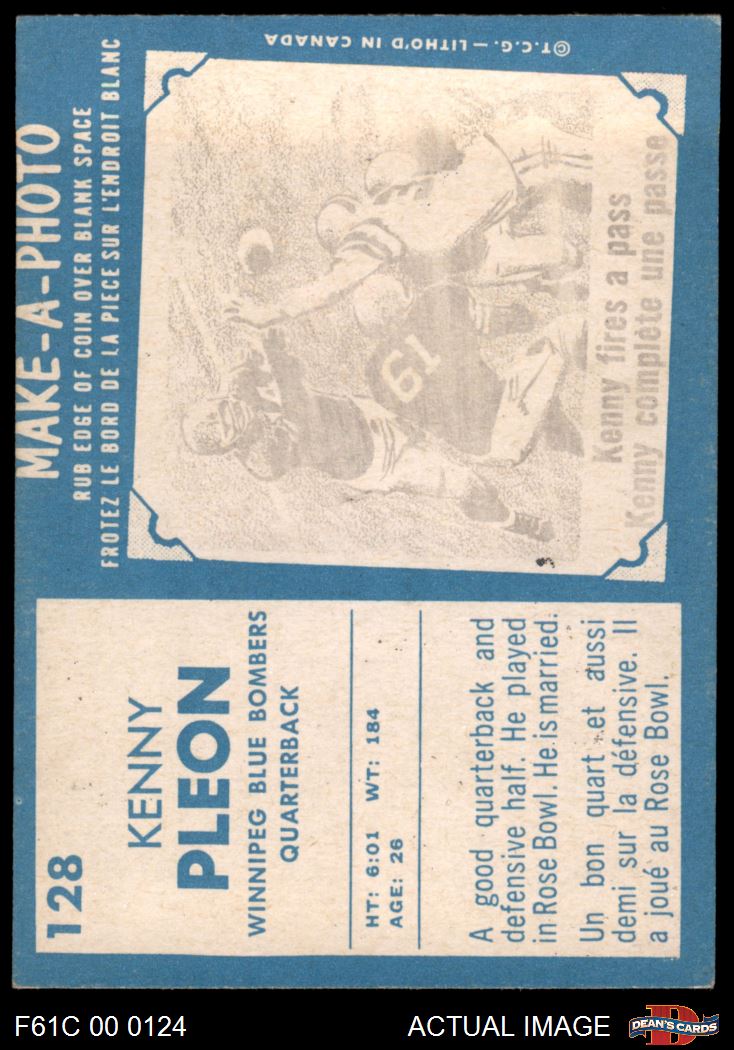 128
KENNY
PLEON
WINNIPEG BLUE BOMBERS
QUARTERBACK
HT: 6:01 WT: 184
AGE: 26
A good quarterback and
defensive half. He played
in Rose Bowl. He is married.
Un bon quart et aussi
demi sur la défensive. Il
a joué au Rose Bowl.
MAKE-A-PHOTO
RUB EDGE OF COIN OVER BLANK SPACE
FROTEZ LE BORD DE LA PIECE SUR L'ENDROIT BLANC
19
Kenny fires a pass
Kenny complète une passe
©T.C.G. — LITHO'D IN CANADA
F61C 00 0124
ACTUAL IMAGE
DEAN'S CARDS